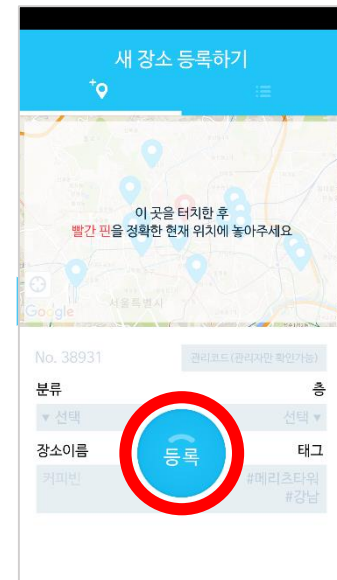 새 장소 등록하기
이 곳을 터치한 후
빨간 핀을 정확한 현재 위치에 놓아주세요
서울특별시
Google
No. 38931
관리코드(관리자만 확인가능)
분류
층
▼ 선택
선택 ▼
장소이름
태그
등록
커피빈
#메리츠타워
#강남